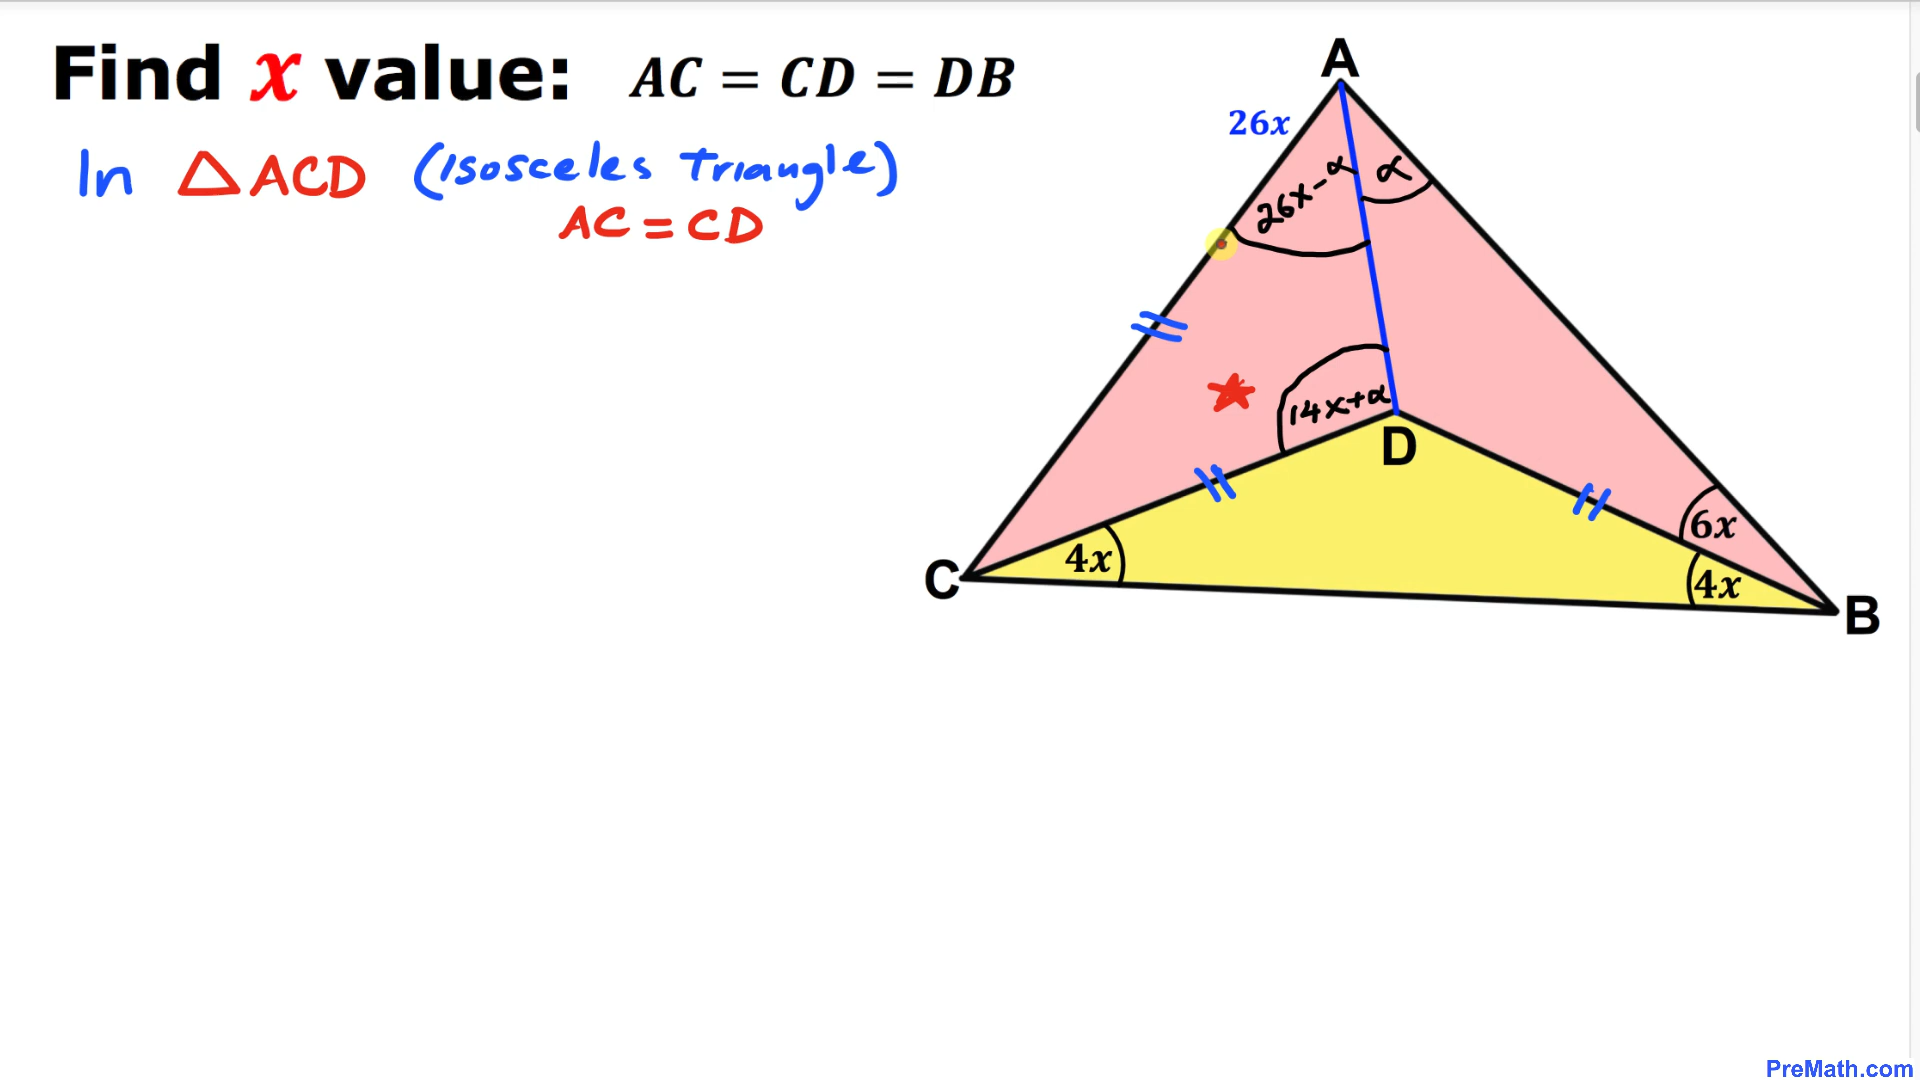 Find x value: AC = CD = DB
In △ACD (Isosceles Triangle)
AC = CD
A
26x
26x-α
α
14x+α
D
6x
4x
4x
C
B
PreMath.com